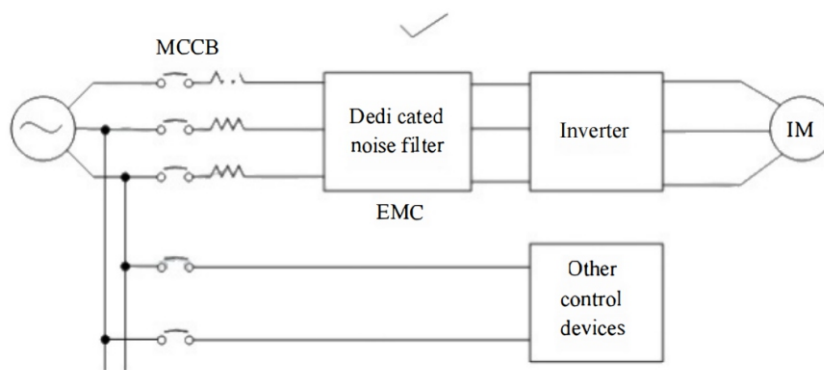 MCCB
Dedi cated
noise filter
Inverter
IM
EMC
Other
control
devices